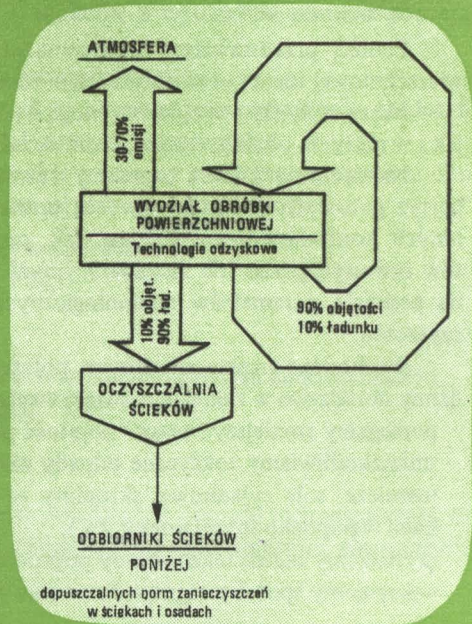 ATMOSFERA
30-70%
emisji
WYDZIAŁ OBRÓBKI
POWIERZCHNIOWEJ
Technologie odzyskowe
10% objęt.
90% ład.
90% objętości
10% ładunku
OCZYSZCZALNIA
ŚCIEKÓW
ODBIORNIKI ŚCIEKÓW
PONIŻEJ
dopuszczalnych norm zanieczyszczeń
w ściekach i osadach